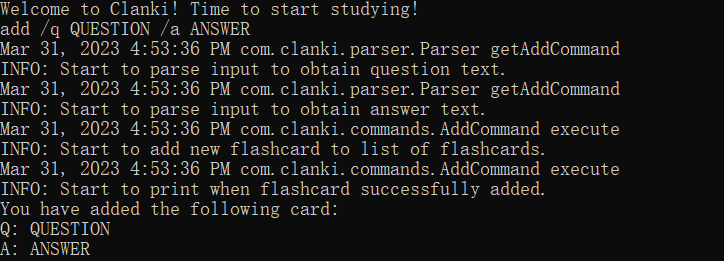 Welcome to Clanki! Time to start studying!
add /q QUESTION /a ANSWER
Mar 31, 2023 4:53:36 PM com.clanki.parser.Parser getAddCommand
INFO: Start to parse input to obtain question text.
Mar 31, 2023 4:53:36 PM com.clanki.parser.Parser getAddCommand
INFO: Start to parse input to obtain answer text.
Mar 31, 2023 4:53:36 PM com.clanki.commands.AddCommand execute
INFO: Start to add new flashcard to list of flashcards.
Mar 31, 2023 4:53:36 PM com.clanki.commands.AddCommand execute
INFO: Start to print when flashcard successfully added.
You have added the following card:
Q: QUESTION
A: ANSWER